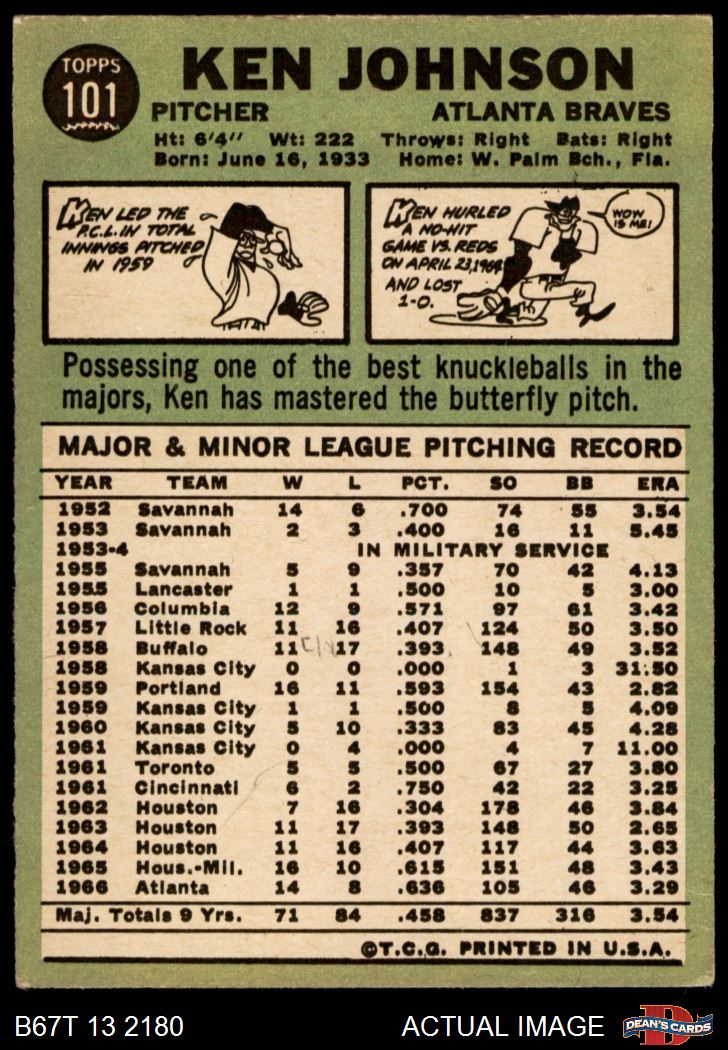 TOPPS
101
KEN JOHNSON
PITCHER ATLANTA BRAVES
Ht: 6'4" Wt: 222 Throws: Right Bats: Right
Born: June 16, 1933 Home: W. Palm Bch., Fla.
KEN LED THE
P.C.L. IN TOTAL
INNINGS PITCHED
IN 1959
KEN HURLED
A NO-HIT
GAME VS. REDS
ON APRIL 23, 1964
AND LOST
1-0.
WOW
IS ME!
Possessing one of the best knuckleballs in the
majors, Ken has mastered the butterfly pitch.
MAJOR & MINOR LEAGUE PITCHING RECORD
YEAR TEAM W L PCT. SO BB ERA
1952 Savannah 14 6 .700 74 55 3.54
1953 Savannah 2 3 .400 16 11 5.45
1953-4 IN MILITARY SERVICE
1955 Savannah 5 9 .357 70 42 4.13
1955 Lancaster 1 1 .500 10 5 3.00
1956 Columbia 12 9 .571 97 61 3.42
1957 Little Rock 11 16 .407 124 50 3.50
1958 Buffalo 11 17 .393 148 49 3.52
1958 Kansas City 0 0 .000 1 3 31.50
1959 Portland 16 11 .593 154 43 2.82
1959 Kansas City 1 1 .500 8 5 4.09
1960 Kansas City 5 10 .333 83 45 4.28
1961 Kansas City 0 4 .000 4 7 11.00
1961 Toronto 5 5 .500 67 27 3.80
1961 Cincinnati 6 2 .750 42 22 3.25
1962 Houston 7 16 .304 178 46 3.84
1963 Houston 11 17 .393 148 50 2.65
1964 Houston 11 16 .407 117 44 3.63
1965 Hous.-Mil. 16 10 .615 151 48 3.43
1966 Atlanta 14 8 .636 105 46 3.29
Maj. Totals 9 Yrs. 71 84 .458 837 316 3.54
©T.C.G. PRINTED IN U.S.A.
B67T 13 2180 ACTUAL IMAGE
DEAN'S CARDS